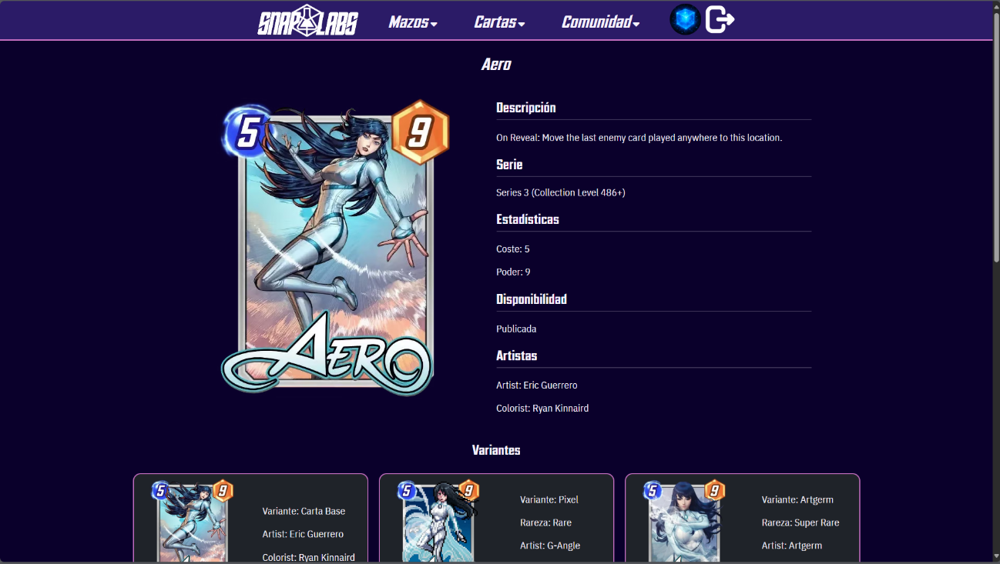 SNAP LABS
Mazos
Cartas
Comunidad
Aero
5
9
AERO
Descripción
On Reveal: Move the last enemy card played anywhere to this location.
Serie
Series 3 (Collection Level 486+)
Estadísticas
Coste: 5
Poder: 9
Disponibilidad
Publicada
Artistas
Artist: Eric Guerrero
Colorist: Ryan Kinnaird
Variantes
5
9
Variante: Carta Base
Artist: Eric Guerrero
Colorist: Ryan Kinnaird
5
9
Variante: Pixel
Rareza: Rare
Artist: G-Angle
5
9
Variante: Artgerm
Rareza: Super Rare
Artist: Artgerm